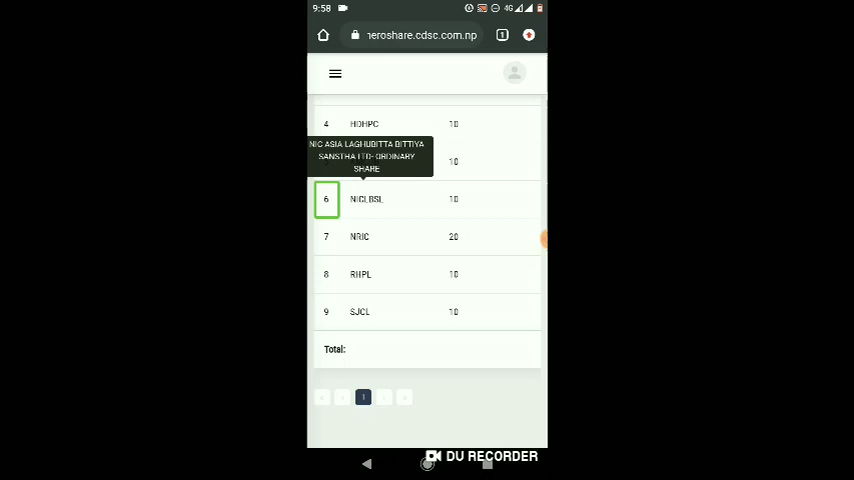 9:58
4G
heroshare.cdsc.com.np
1
4 HDHPC 10
NIC ASIA LAGHUBITTA BITTIYA
SANSTHA LTD- ORDINARY
SHARE
10
6 NICLBSL 10
7 NRIC 20
8 RHPL 10
9 SJCL 10
Total:
1
DU RECORDER